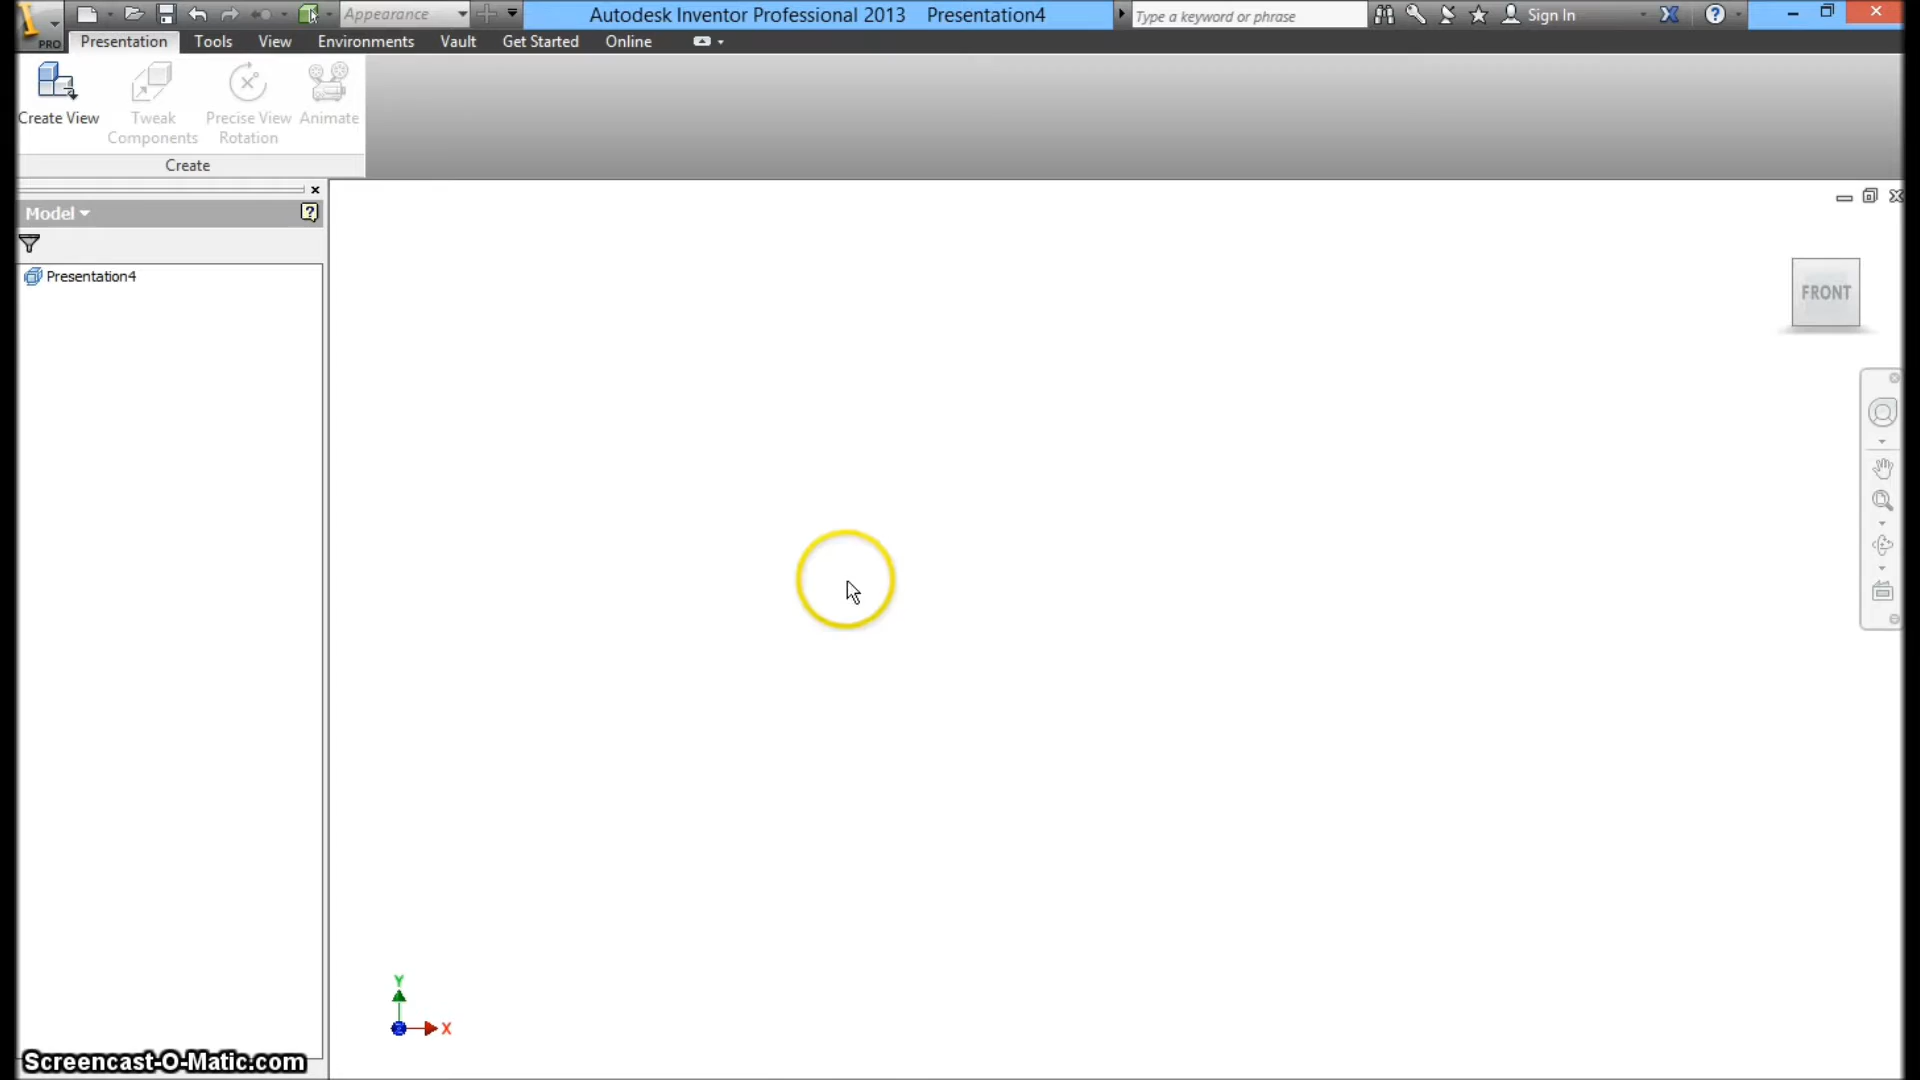 Appearance
Autodesk Inventor Professional 2013 Presentation4
Type a keyword or phrase
Sign In
PRO
Presentation
Tools
View
Environments
Vault
Get Started
Online
Create View
Tweak
Components
Precise View
Rotation
Animate
Create
Model
Presentation4
FRONT
Y
X
Screencast-O-Matic.com